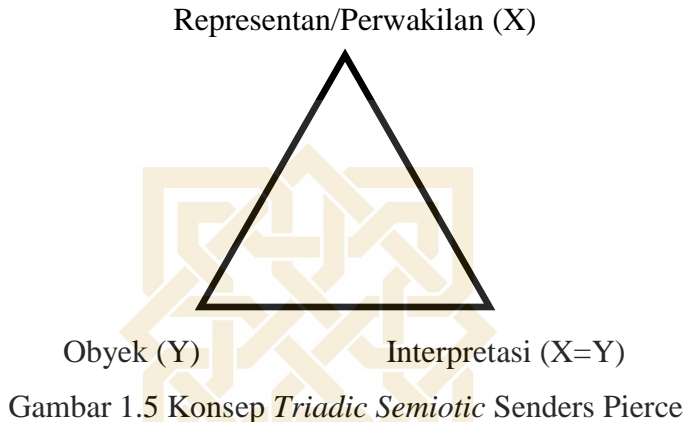 Representan/Perwakilan (X)
Obyek (Y) Interpretasi (X=Y)
Gambar 1.5 Konsep Triadic Semiotic Senders Pierce